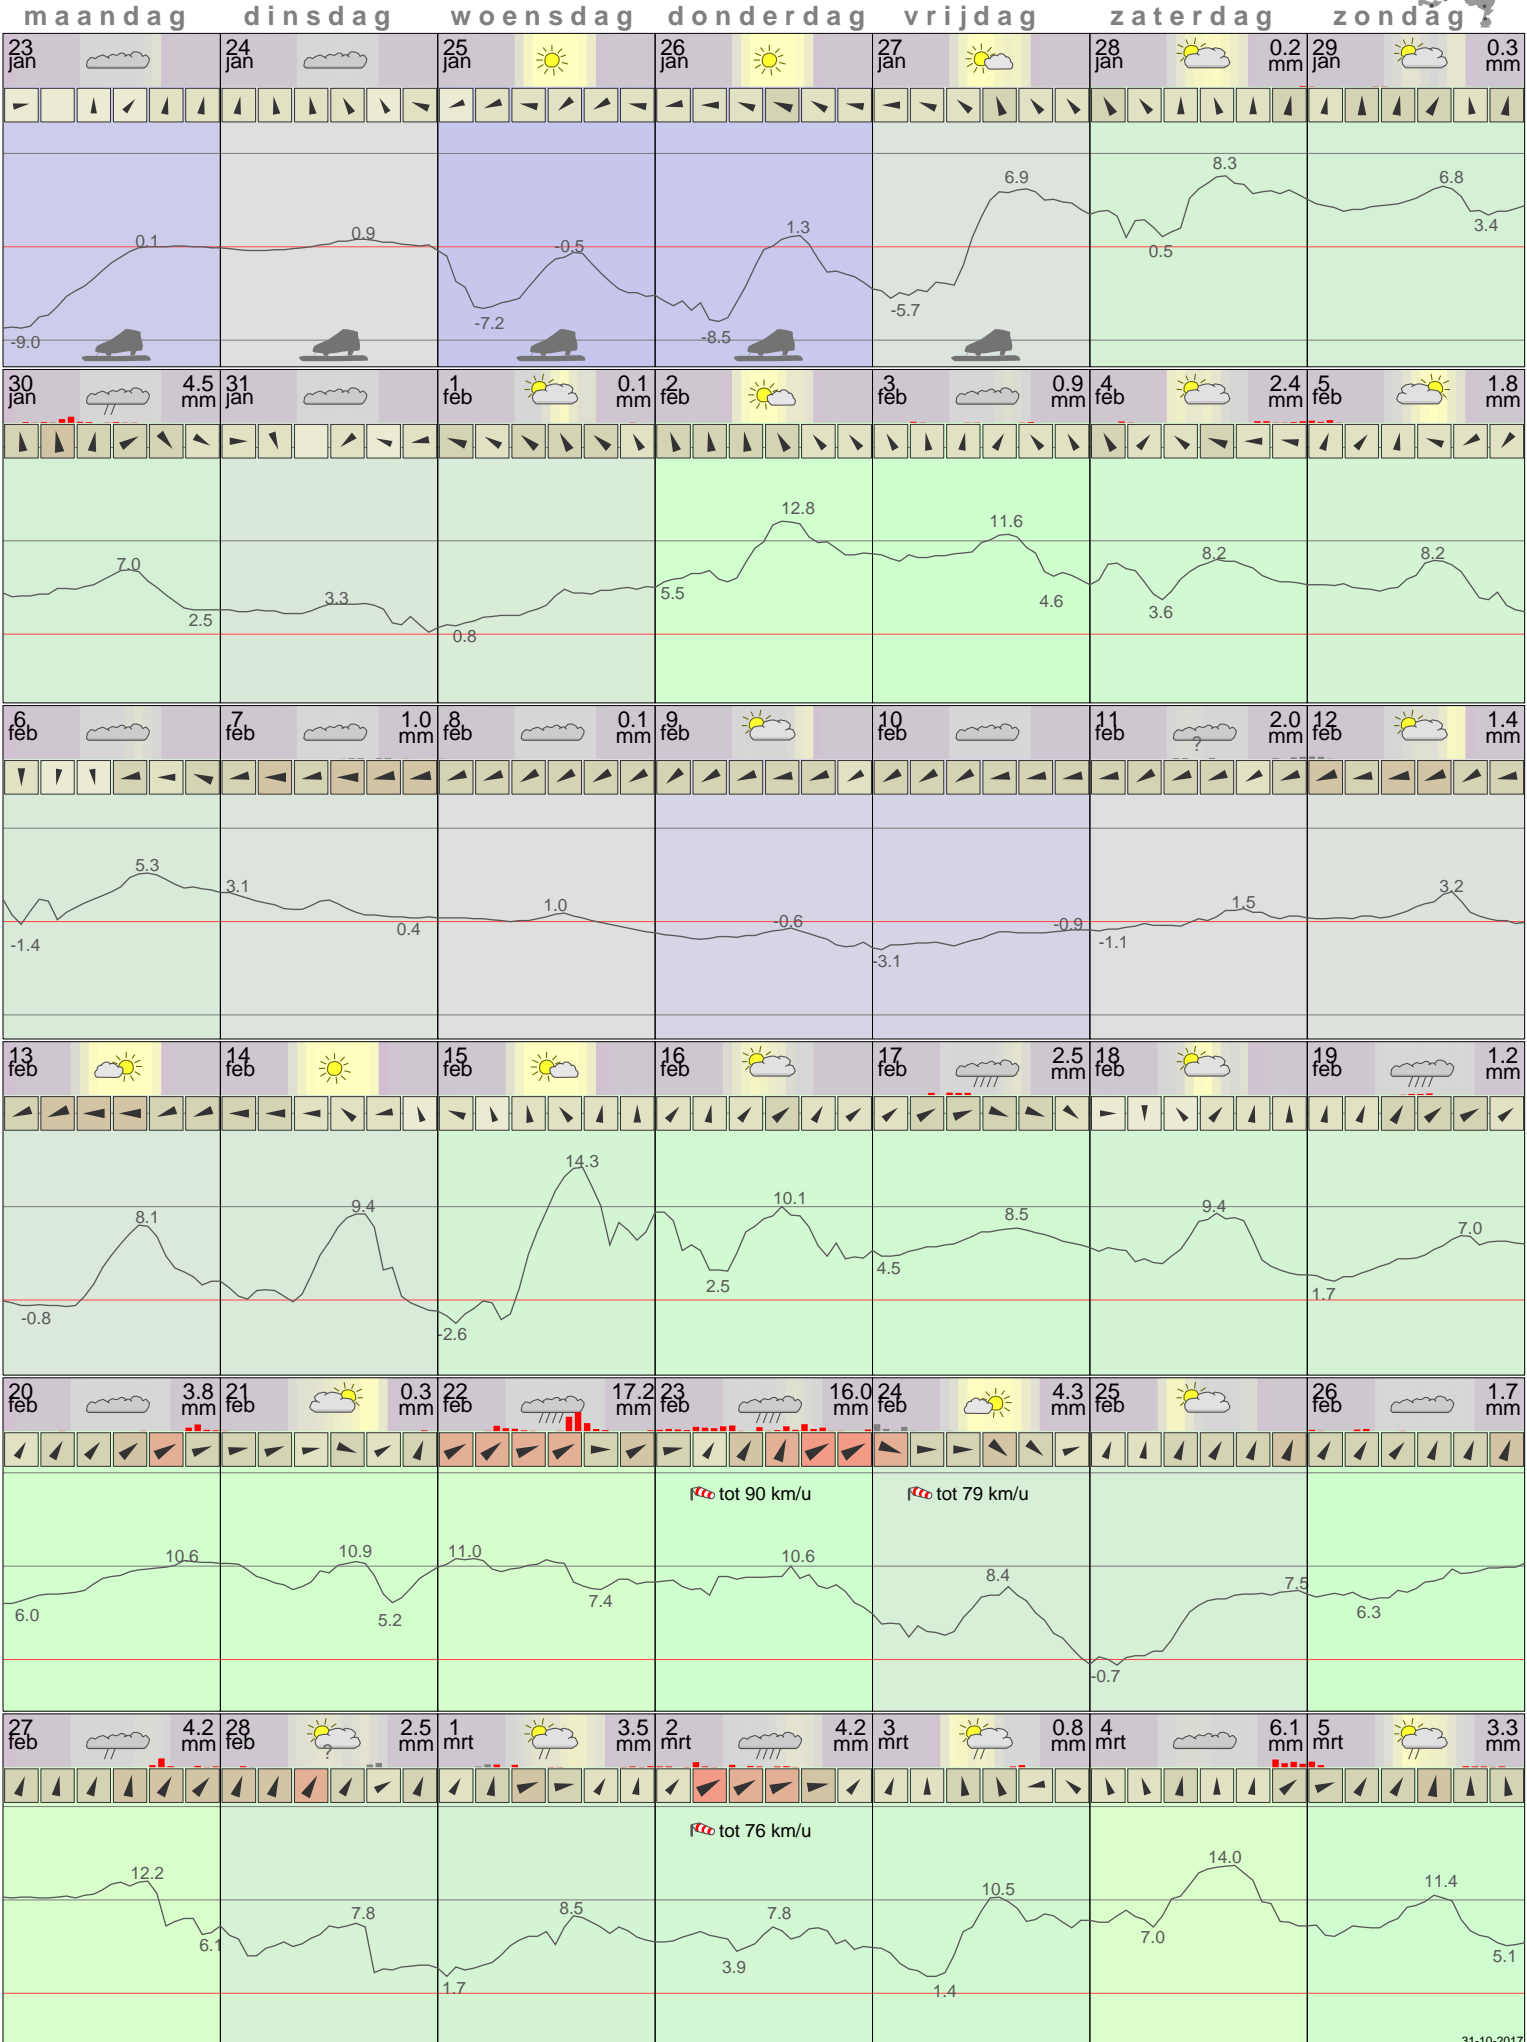 maandag dinsdag woensdag donderdag vrijdag zaterdag zondag
23 24 25 26 27 28 0.2 29 0.3
jan jan jan jan jan jan mm jan mm
8.3
6.9 6.8
0.1 0.9 -0.5 1.3 0.5 3.4
-9.0 -7.2 -8.5 -5.7
30 4.5 31 1 0.1 2 3 0.9 4 2.4 5 1.8
jan mm jan feb mm feb feb mm feb mm feb mm
12.8 11.6
7.0 8.2 8.2
2.5 3.3 0.8 5.5 4.6 3.6
6 7 1.0 8 0.1 9 10 11 2.0 12 1.4
feb feb mm feb mm feb feb feb mm feb mm
?
5.3 3.1 1.0 1.5 3.2
-1.4 0.4 -0.6 -3.1 -0.9 -1.1
13 14 15 16 17 2.5 18 19 1.2
feb feb feb feb feb mm feb feb mm
14.3
8.1 9.4 10.1 8.5 9.4 7.0
-0.8 -2.6 2.5 4.5 1.7
20 3.8 21 0.3 22 17.2 23 16.0 24 4.3 25 26 1.7
feb mm feb mm feb mm feb mm feb mm feb feb mm
tot 90 km/u tot 79 km/u
10.6 10.9 11.0 10.6 8.4 7.5
6.0 5.2 7.4 -0.7 6.3
27 4.2 28 2.5 1 3.5 2 4.2 3 0.8 4 6.1 5 3.3
feb mm feb mm mrt mm mrt mm mrt mm mrt mm mrt mm
?
tot 76 km/u
12.2 7.8 8.5 7.8 10.5 14.0 11.4
6.1 1.7 3.9 1.4 7.0 5.1
31-10-2017